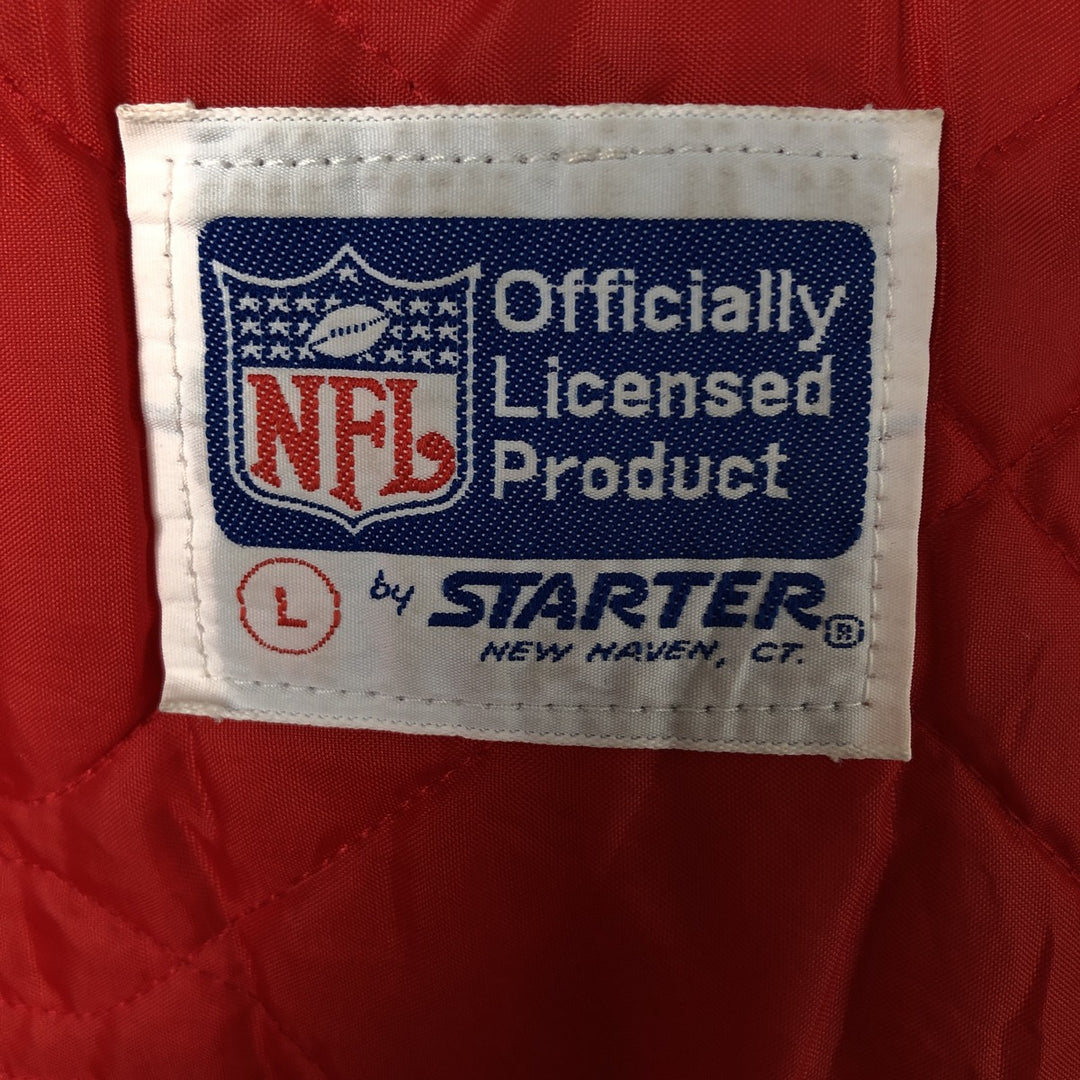 NFL
Officially
Licensed
Product
L by STARTER®
NEW HAVEN, CT.